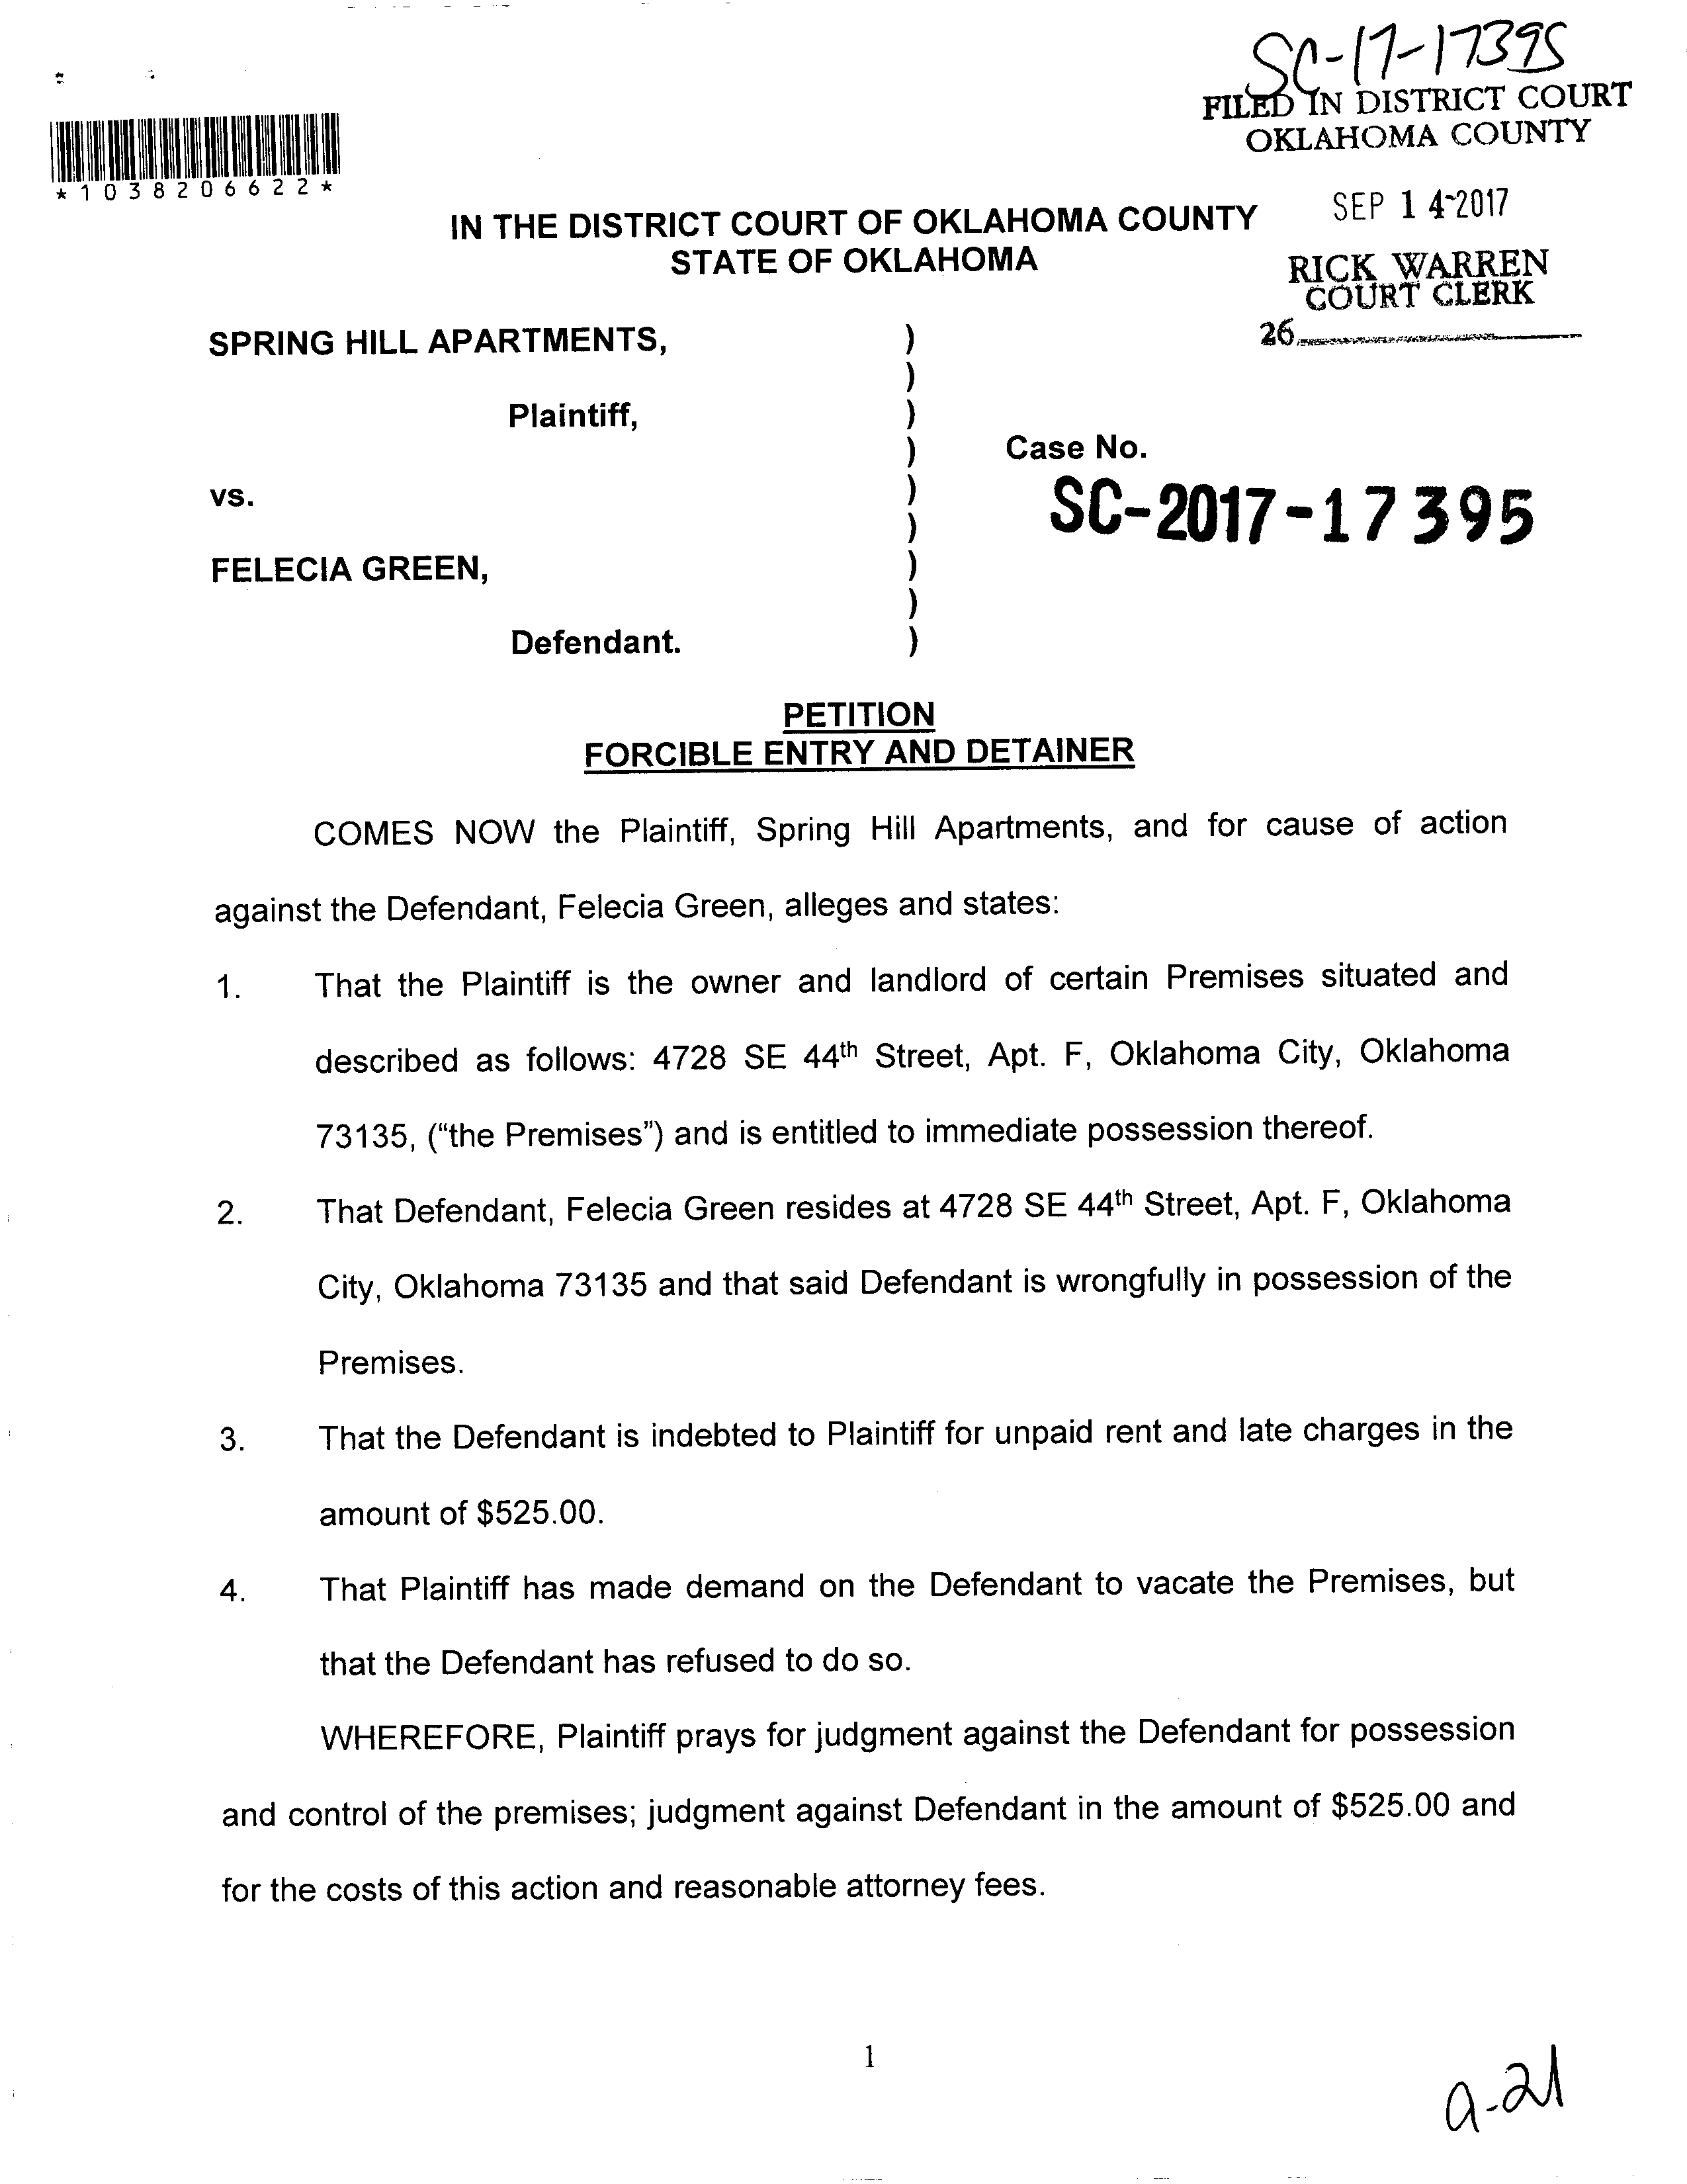 SC-17-17395
FILED IN DISTRICT COURT
OKLAHOMA COUNTY
*1038206622*
SEP 14 2017
IN THE DISTRICT COURT OF OKLAHOMA COUNTY
STATE OF OKLAHOMA
RICK WARREN
COURT CLERK
26
SPRING HILL APARTMENTS, )
)
Plaintiff, )
) Case No.
vs. ) SC-2017-17395
)
FELECIA GREEN, )
)
Defendant. )
PETITION
FORCIBLE ENTRY AND DETAINER
COMES NOW the Plaintiff, Spring Hill Apartments, and for cause of action
against the Defendant, Felecia Green, alleges and states:
1. That the Plaintiff is the owner and landlord of certain Premises situated and
described as follows: 4728 SE 44th Street, Apt. F, Oklahoma City, Oklahoma
73135, (“the Premises”) and is entitled to immediate possession thereof.
2. That Defendant, Felecia Green resides at 4728 SE 44th Street, Apt. F, Oklahoma
City, Oklahoma 73135 and that said Defendant is wrongfully in possession of the
Premises.
3. That the Defendant is indebted to Plaintiff for unpaid rent and late charges in the
amount of $525.00.
4. That Plaintiff has made demand on the Defendant to vacate the Premises, but
that the Defendant has refused to do so.
WHEREFORE, Plaintiff prays for judgment against the Defendant for possession
and control of the premises; judgment against Defendant in the amount of $525.00 and
for the costs of this action and reasonable attorney fees.
1
a-21